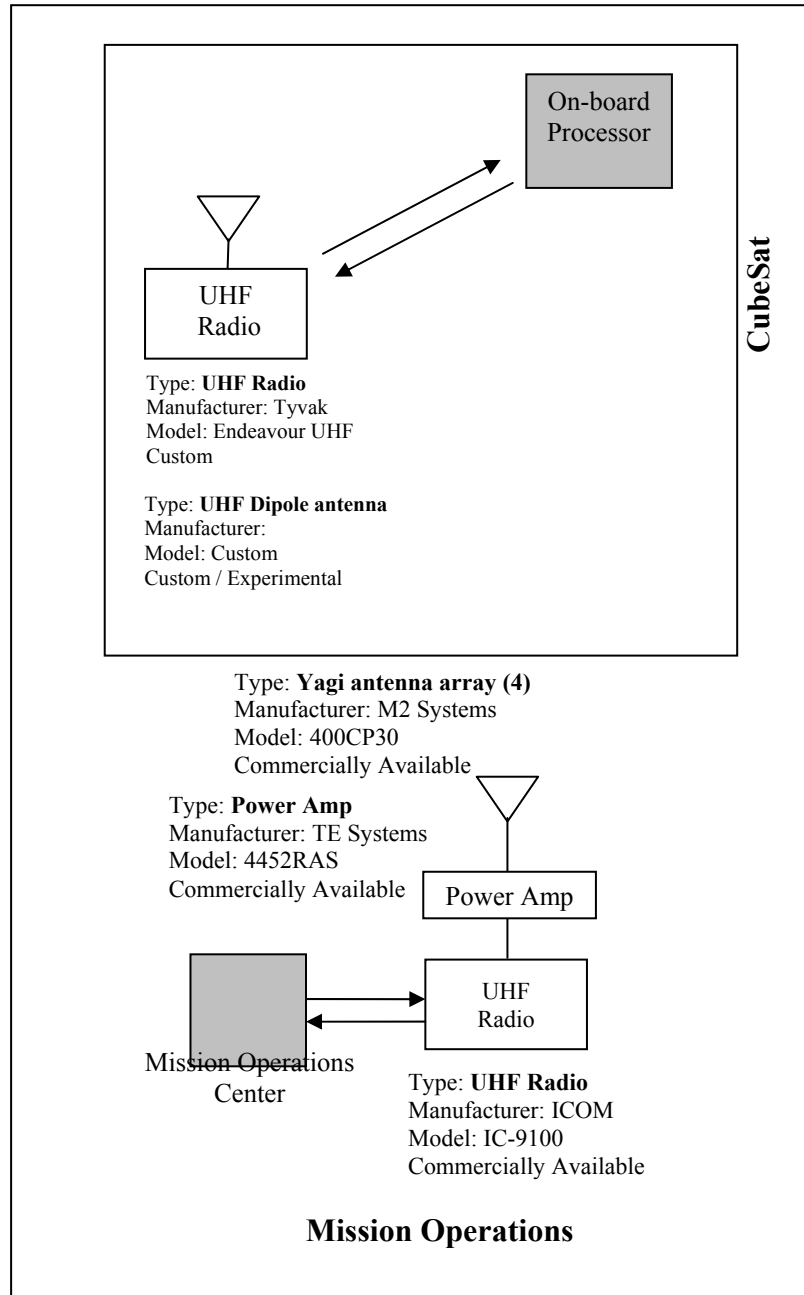 On-board
Processor
CubeSat
UHF
Radio
Type: UHF Radio
Manufacturer: Tyvak
Model: Endeavour UHF
Custom
Type: UHF Dipole antenna
Manufacturer:
Model: Custom
Custom / Experimental
Type: Yagi antenna array (4)
Manufacturer: M2 Systems
Model: 400CP30
Commercially Available
Type: Power Amp
Manufacturer: TE Systems
Model: 4452RAS
Commercially Available
Power Amp
UHF
Radio
Mission Operations
Center
Type: UHF Radio
Manufacturer: ICOM
Model: IC-9100
Commercially Available
Mission Operations